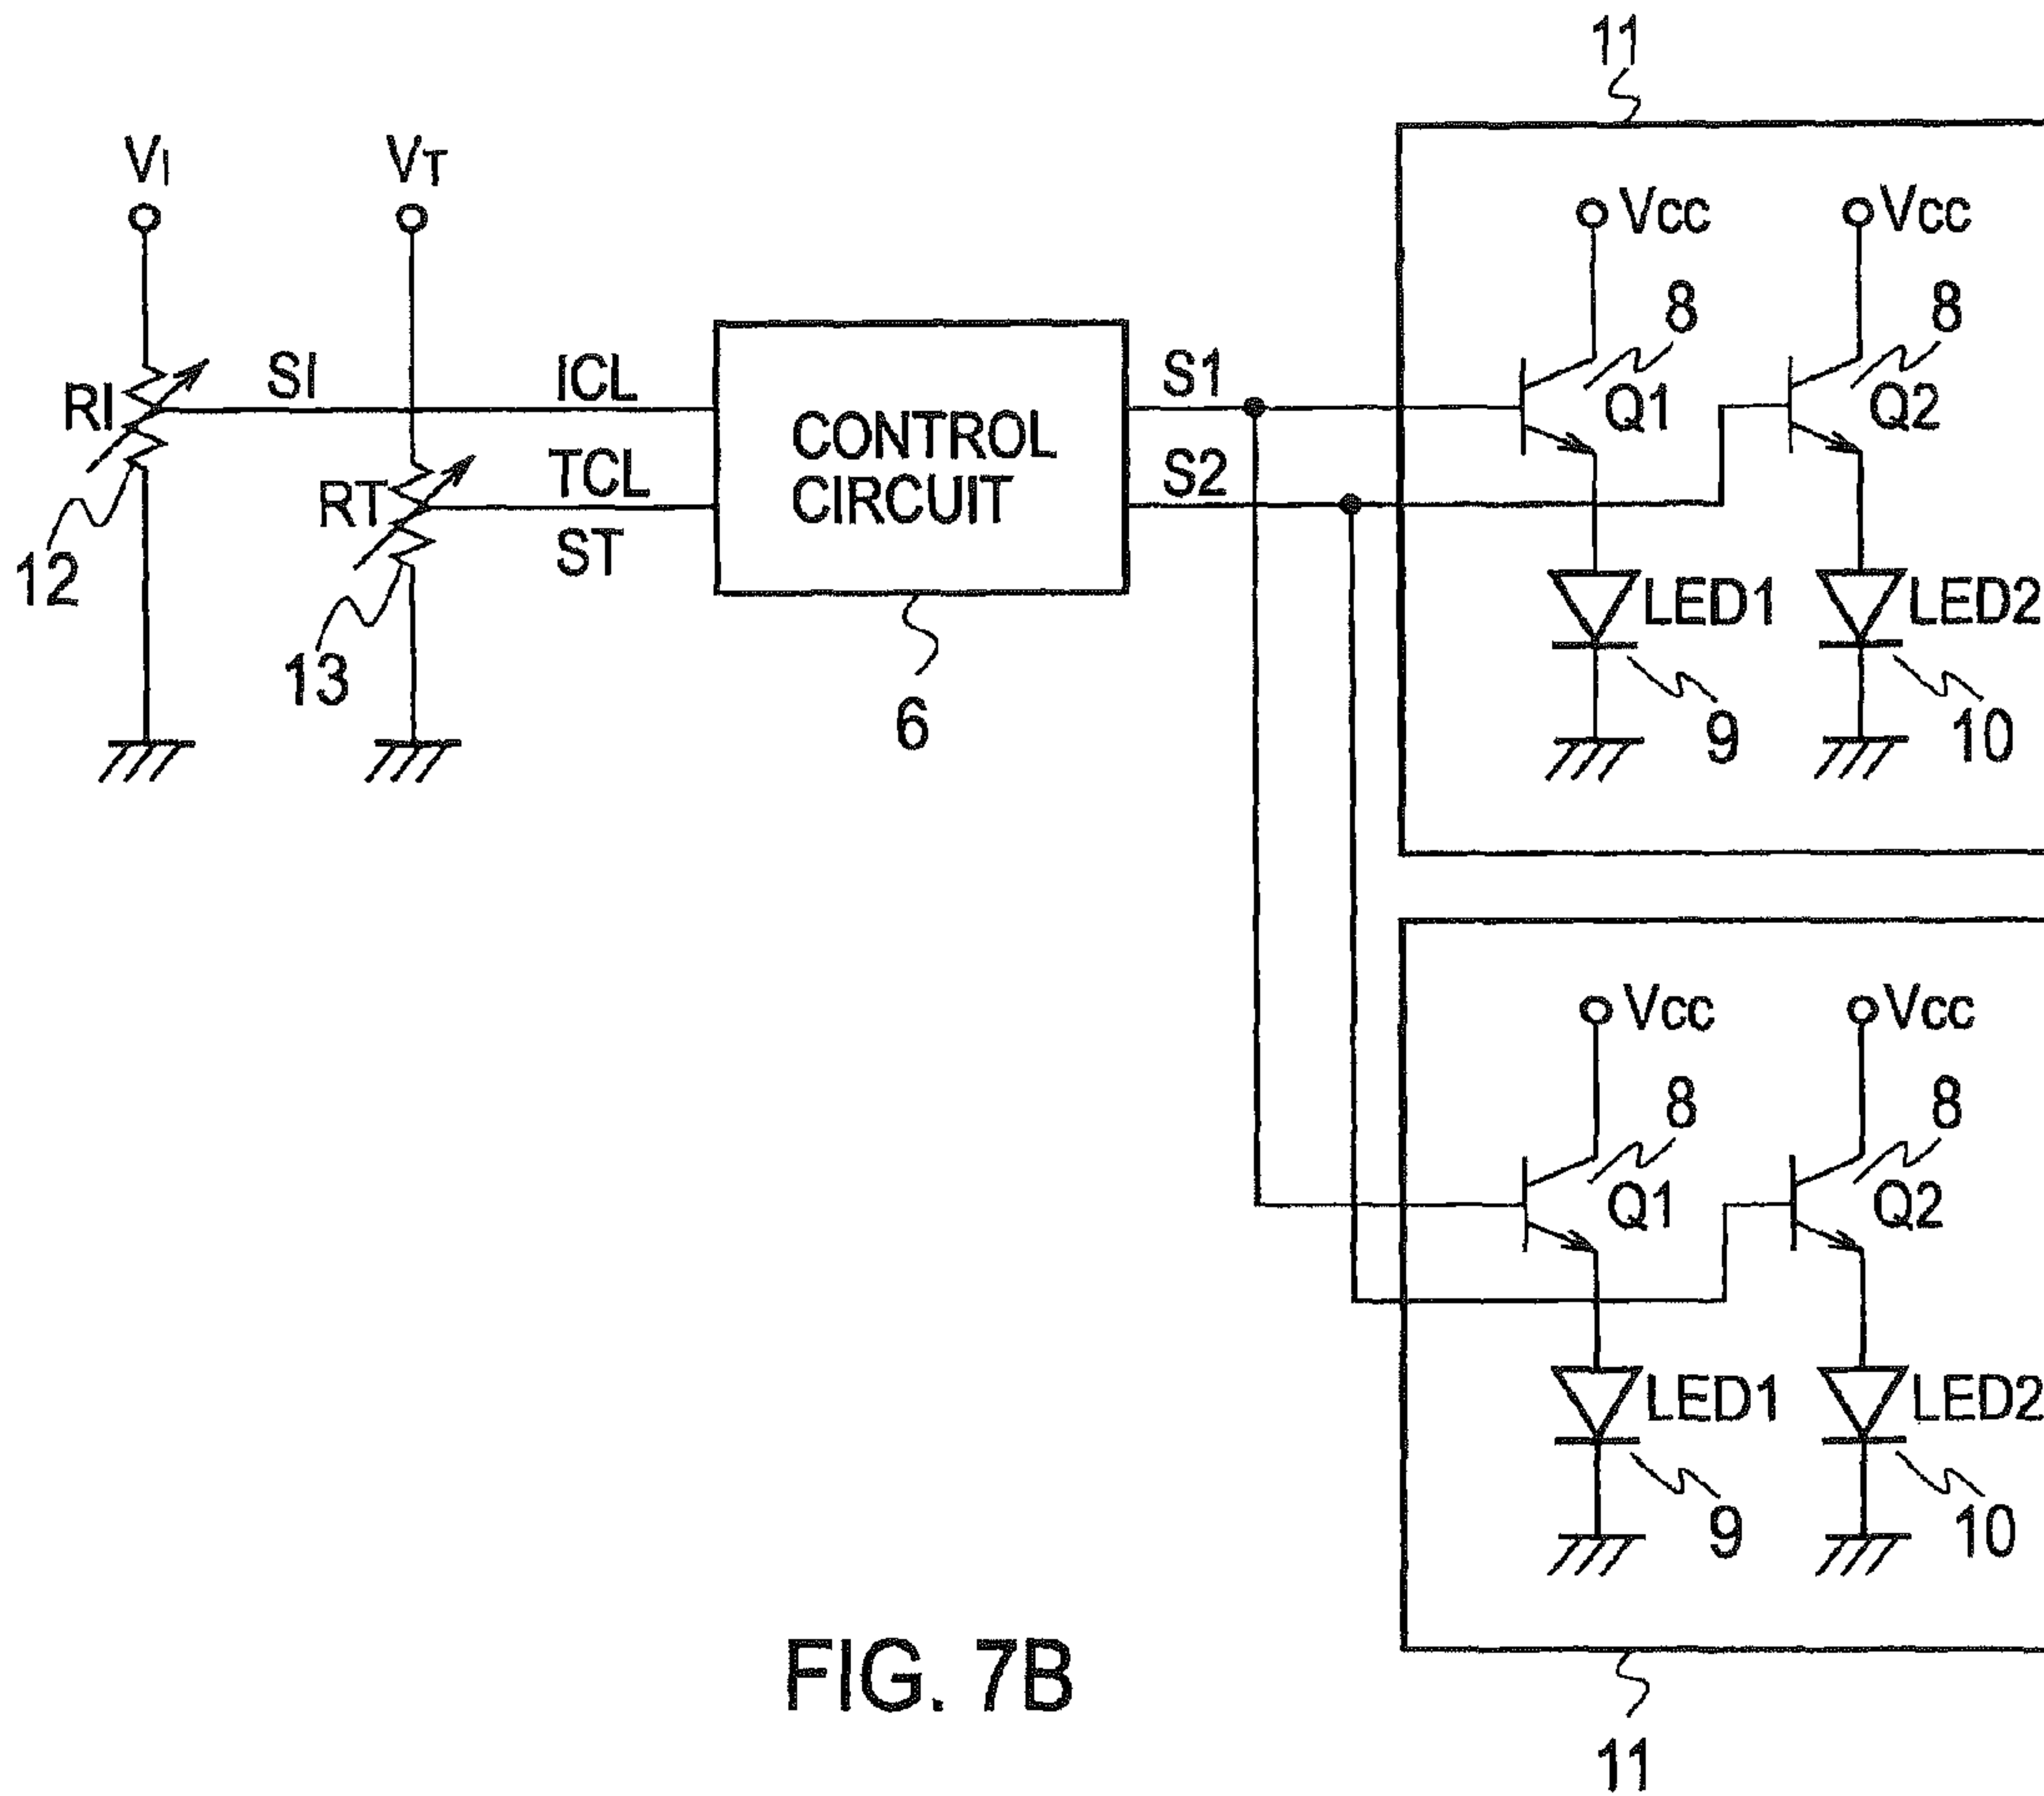 11
VI
VT
Vcc
Vcc
8
8
RI
SI
ICL
S1
Q1
Q2
CONTROL
CIRCUIT
RT
TCL
S2
ST
12
LED1
LED2
13
6
9
10
Vcc
Vcc
8
8
Q1
Q2
LED1
LED2
9
10
FIG. 7B
11